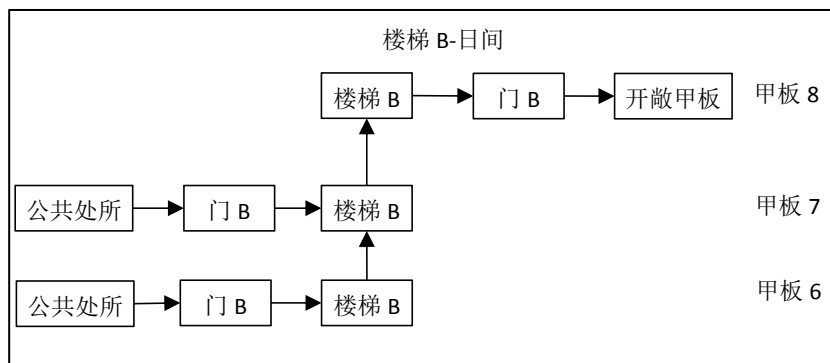 楼梯 B-日间
楼梯 B 门 B 开敞甲板 甲板 8
公共处所 门 B 楼梯 B 甲板 7
公共处所 门 B 楼梯 B 甲板 6